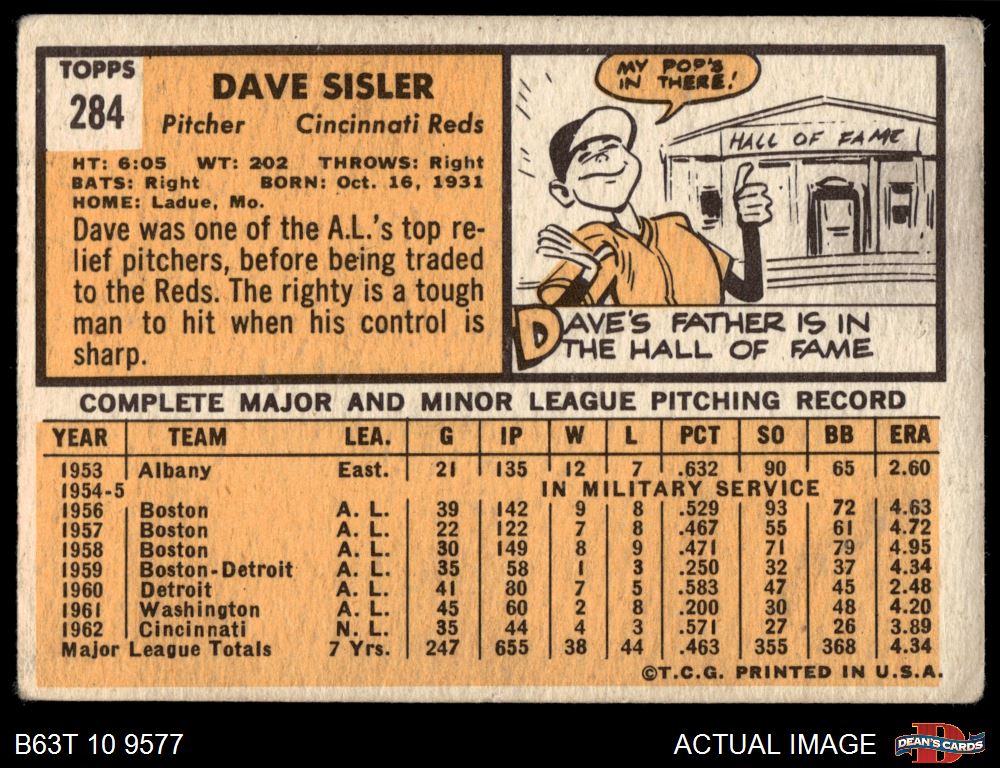 TOPPS
284
DAVE SISLER
Pitcher Cincinnati Reds
HT: 6:05 WT: 202 THROWS: Right
BATS: Right BORN: Oct. 16, 1931
HOME: Ladue, Mo.
Dave was one of the A.L.'s top re-
lief pitchers, before being traded
to the Reds. The righty is a tough
man to hit when his control is
sharp.
MY POP'S
IN THERE!
HALL OF FAME
DAVE'S FATHER IS IN
THE HALL OF FAME
COMPLETE MAJOR AND MINOR LEAGUE PITCHING RECORD
YEAR TEAM LEA. G IP W L PCT SO BB ERA
1953 Albany East. 21 135 12 7 .632 90 65 2.60
1954-5 IN MILITARY SERVICE
1956 Boston A. L. 39 142 9 8 .529 93 72 4.63
1957 Boston A. L. 22 122 7 8 .467 55 61 4.72
1958 Boston A. L. 30 149 8 9 .471 71 79 4.95
1959 Boston-Detroit A. L. 35 58 1 3 .250 32 37 4.34
1960 Detroit A. L. 41 80 7 5 .583 47 45 2.48
1961 Washington A. L. 45 60 2 8 .200 30 48 4.20
1962 Cincinnati N. L. 35 44 4 3 .571 27 26 3.89
Major League Totals 7 Yrs. 247 655 38 44 .463 355 368 4.34
©T.C.G. PRINTED IN U.S.A.
B63T 10 9577
ACTUAL IMAGE
D
DEAN'S CARDS